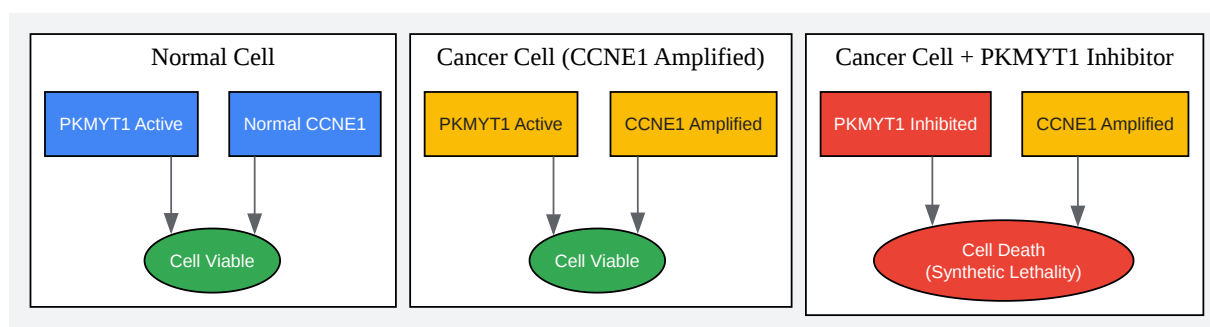 Normal Cell
PKMYT1 Active
Normal CCNE1
Cell Viable
Cancer Cell (CCNE1 Amplified)
PKMYT1 Active
CCNE1 Amplified
Cell Viable
Cancer Cell + PKMYT1 Inhibitor
PKMYT1 Inhibited
CCNE1 Amplified
Cell Death
(Synthetic Lethality)